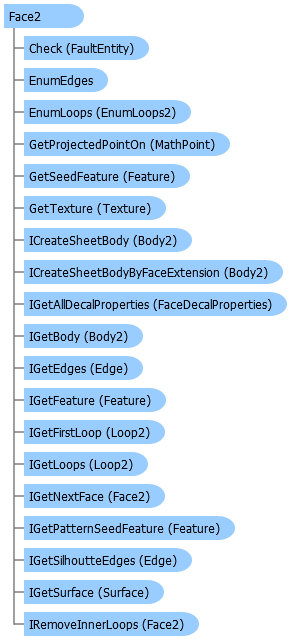 Face2
Check (FaultEntity)
EnumEdges
EnumLoops (EnumLoops2)
GetProjectedPointOn (MathPoint)
GetSeedFeature (Feature)
GetTexture (Texture)
ICreateSheetBody (Body2)
ICreateSheetBodyByFaceExtension (Body2)
IGetAllDecalProperties (FaceDecalProperties)
IGetBody (Body2)
IGetEdges (Edge)
IGetFeature (Feature)
IGetFirstLoop (Loop2)
IGetLoops (Loop2)
IGetNextFace (Face2)
IGetPatternSeedFeature (Feature)
IGetSilhoutteEdges (Edge)
IGetSurface (Surface)
IRemoveInnerLoops (Face2)